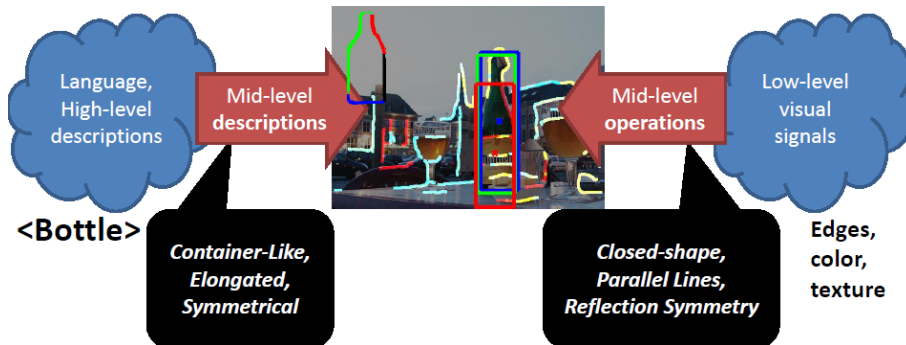 Language,
High-level
descriptions
Mid-level
descriptions
Mid-level
operations
Low-level
visual
signals
<Bottle>
Container-Like,
Elongated,
Symmetrical
Closed-shape,
Parallel Lines,
Reflection Symmetry
Edges,
color,
texture